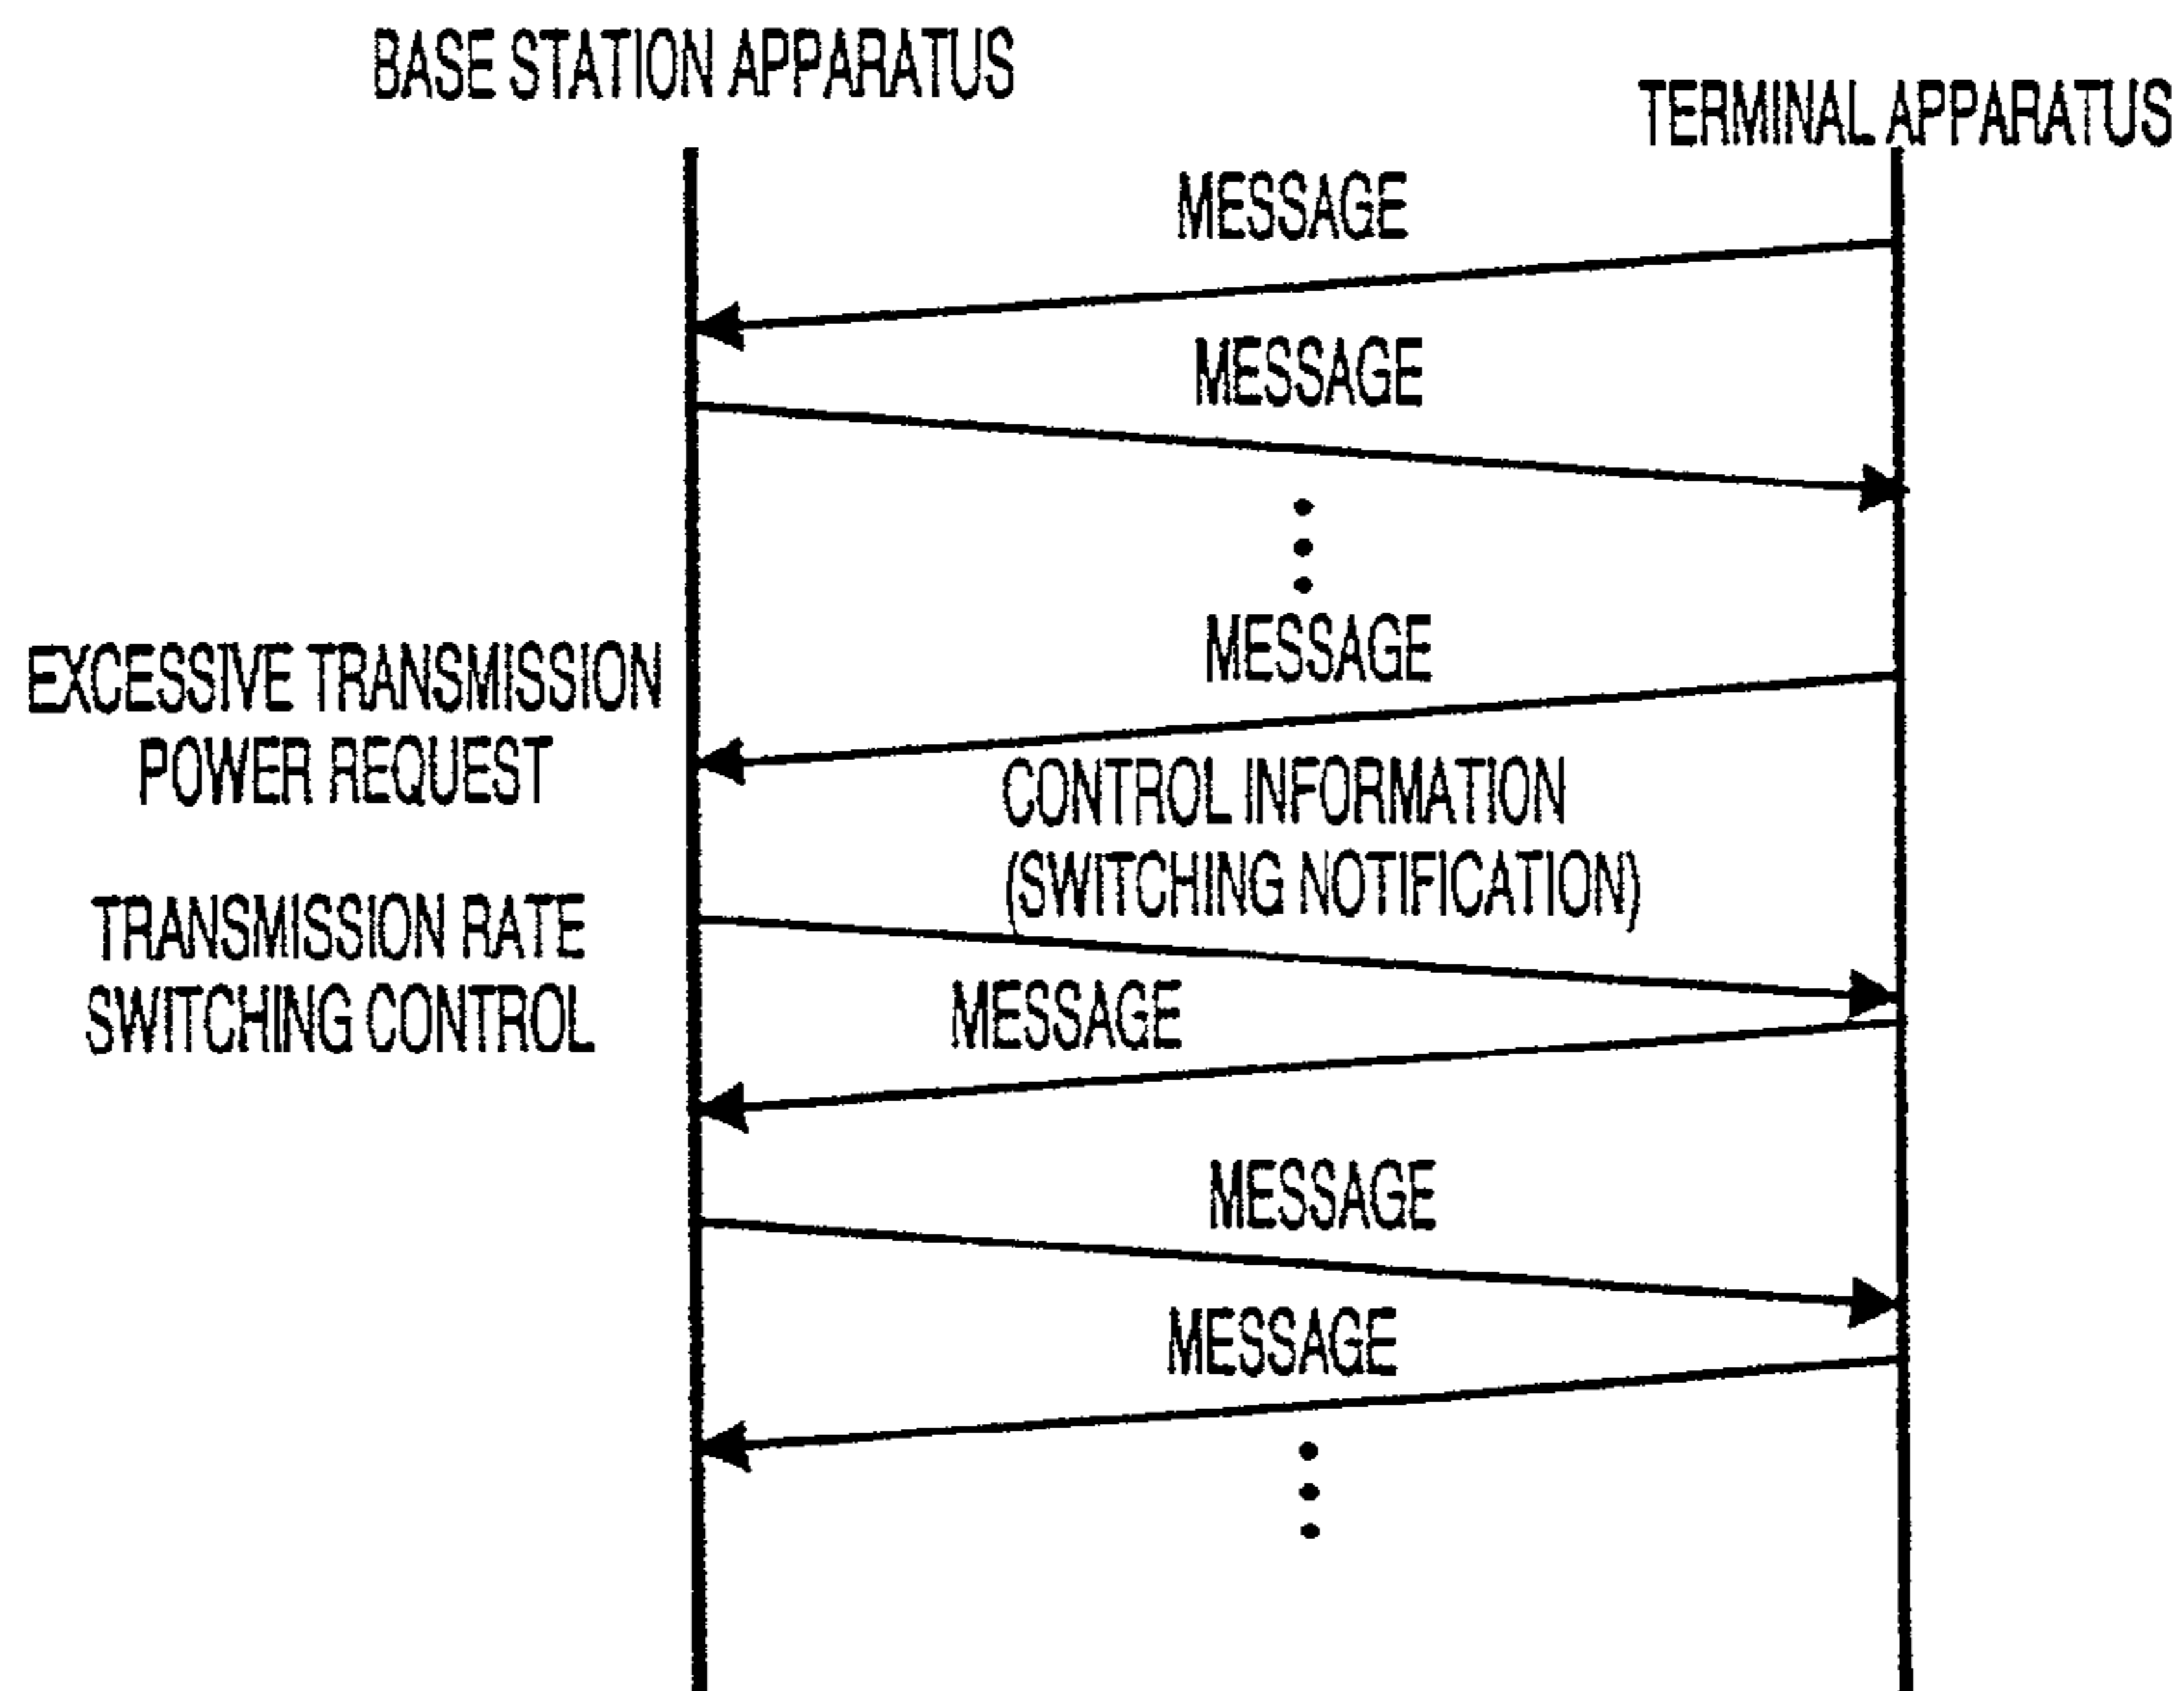 BASE STATION APPARATUS
TERMINAL APPARATUS
MESSAGE
MESSAGE
MESSAGE
EXCESSIVE TRANSMISSION
POWER REQUEST
CONTROL INFORMATION
(SWITCHING NOTIFICATION)
TRANSMISSION RATE
SWITCHING CONTROL
MESSAGE
MESSAGE
MESSAGE